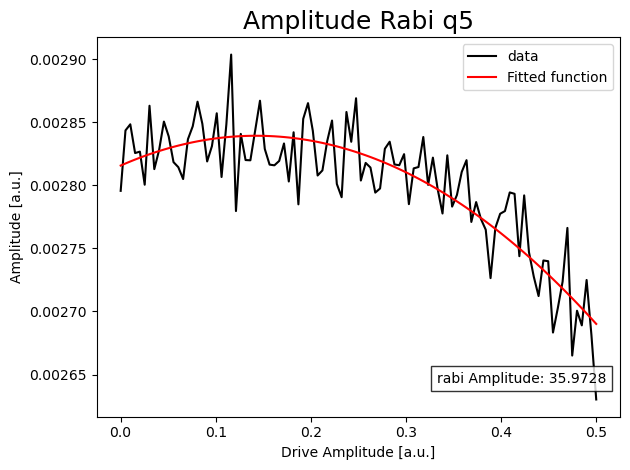 Amplitude Rabi q5
data
Fitted function
0.00290
0.00285
0.00280
0.00275
0.00270
0.00265
Amplitude [a.u.]
rabi Amplitude: 35.9728
0.0 0.1 0.2 0.3 0.4 0.5
Drive Amplitude [a.u.]